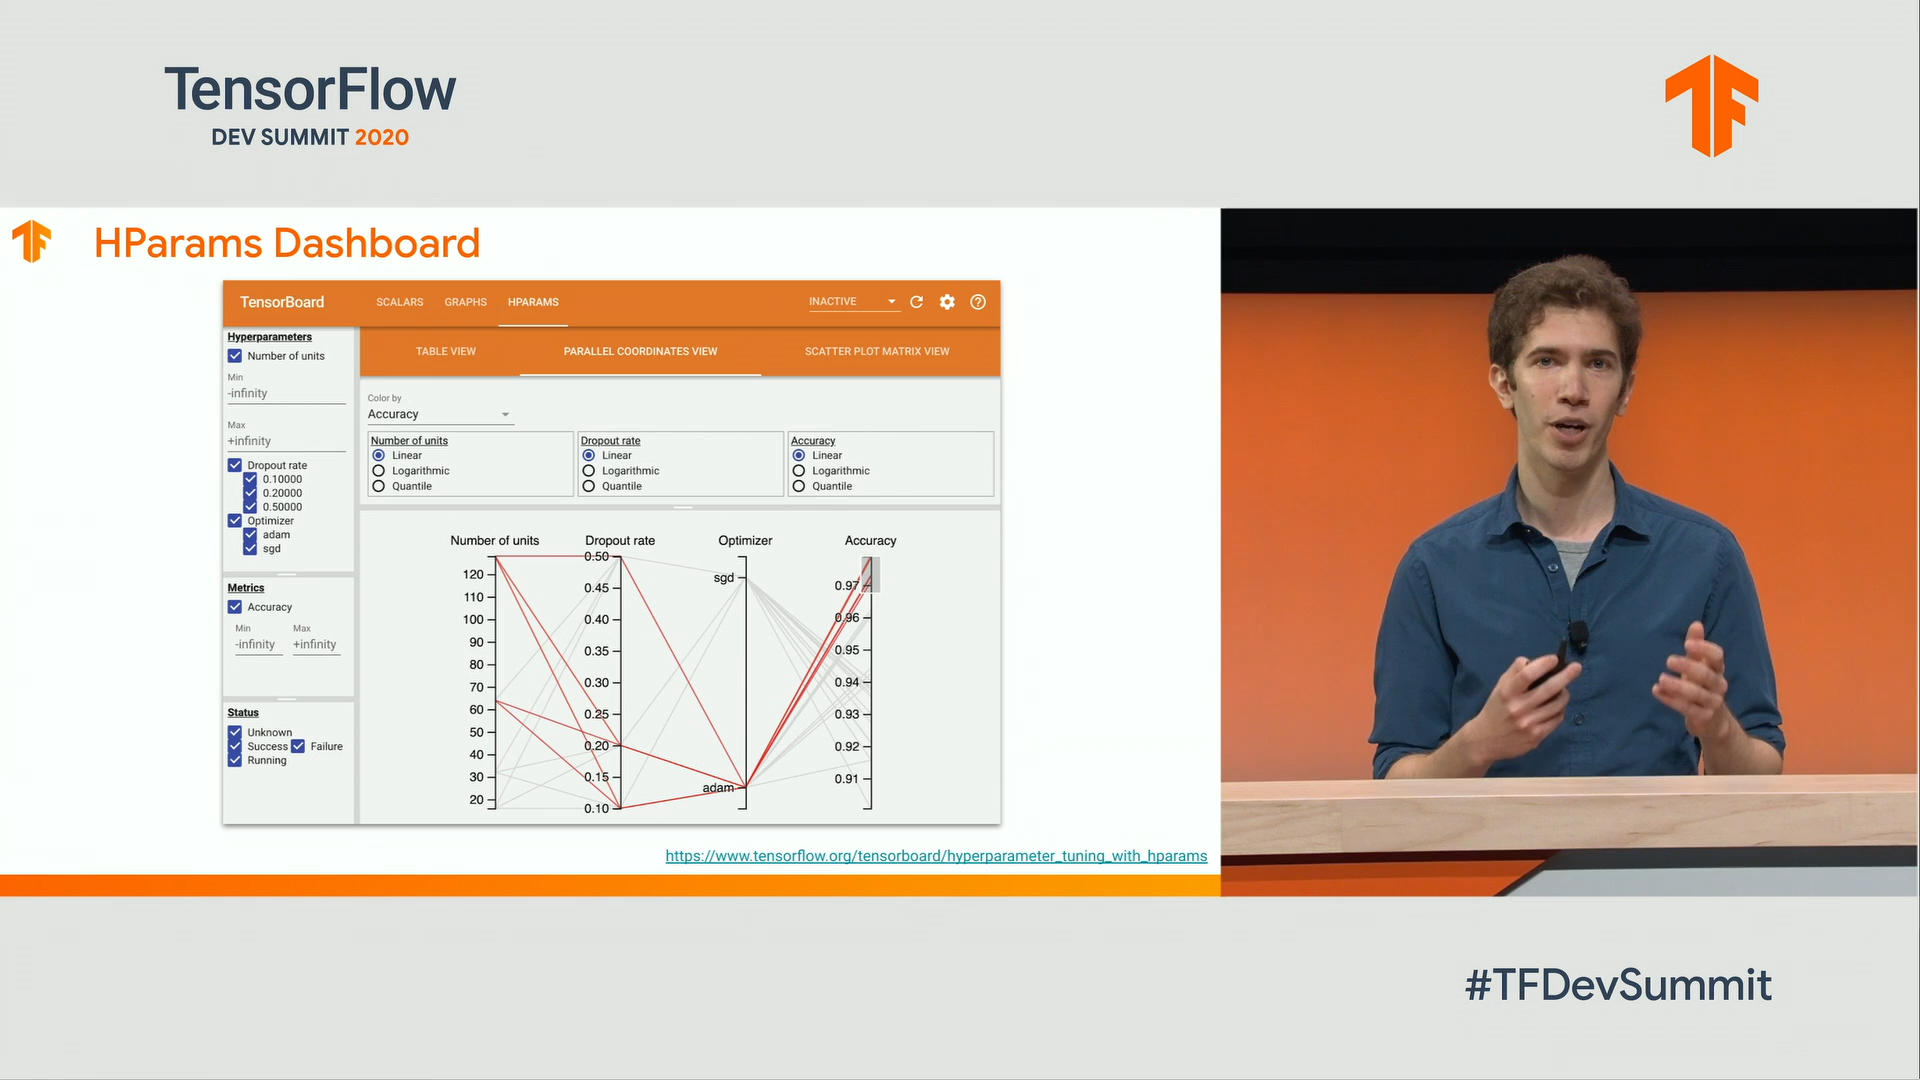 TensorFlow
DEV SUMMIT 2020
HParams Dashboard
TensorBoard
SCALARS GRAPHS HPARAMS
INACTIVE
TABLE VIEW PARALLEL COORDINATES VIEW SCATTER PLOT MATRIX VIEW
Hyperparameters
Number of units
Min
-infinity
Max
+infinity
Dropout rate
0.10000
0.20000
0.50000
Optimizer
adam
sgd
Metrics
Accuracy
Min Max
-infinity +infinity
Status
Unknown
Success Failure
Running
Color by
Accuracy
Number of units
Linear
Logarithmic
Quantile
Dropout rate
Linear
Logarithmic
Quantile
Accuracy
Linear
Logarithmic
Quantile
Number of units
120
110
100
90
80
70
60
50
40
30
20
Dropout rate
0.50
0.45
0.40
0.35
0.30
0.25
0.20
0.15
0.10
Optimizer
sgd
adam
Accuracy
0.97
0.96
0.95
0.94
0.93
0.92
0.91
https://www.tensorflow.org/tensorboard/hyperparameter_tuning_with_hparams
#TFDevSummit